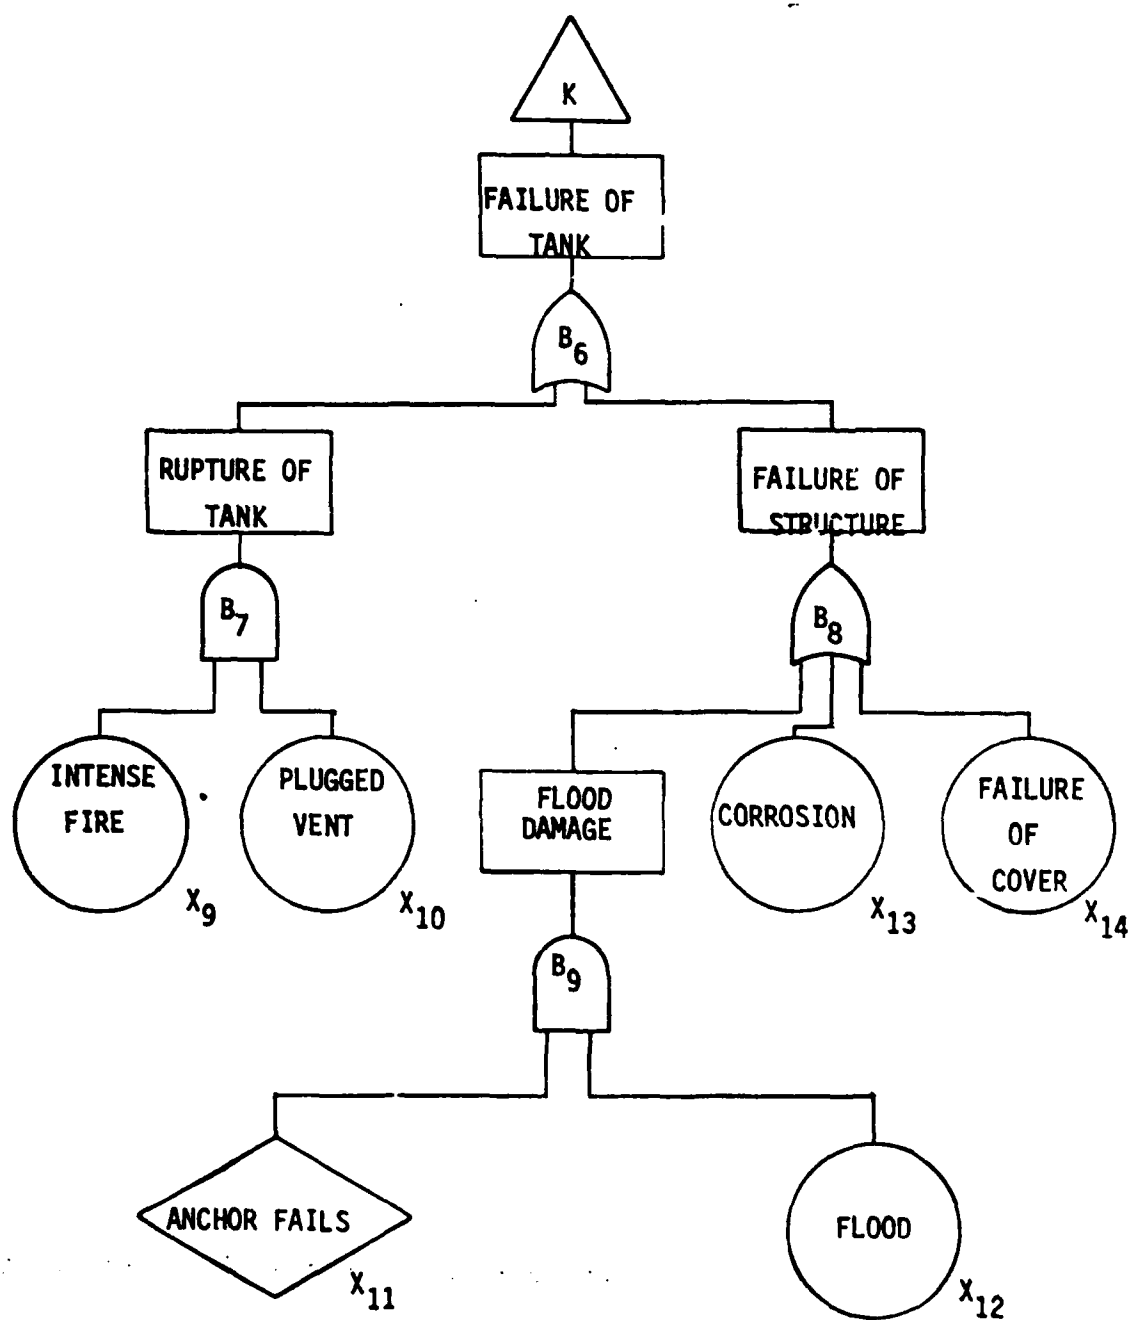 K
FAILURE OF
TANK
B6
RUPTURE OF
TANK
FAILURE OF
STRUCTURE
B7
B8
INTENSE
FIRE
X9
PLUGGED
VENT
X10
FLOOD
DAMAGE
CORROSION
X13
FAILURE
OF
COVER
X14
B9
ANCHOR FAILS
X11
FLOOD
X12